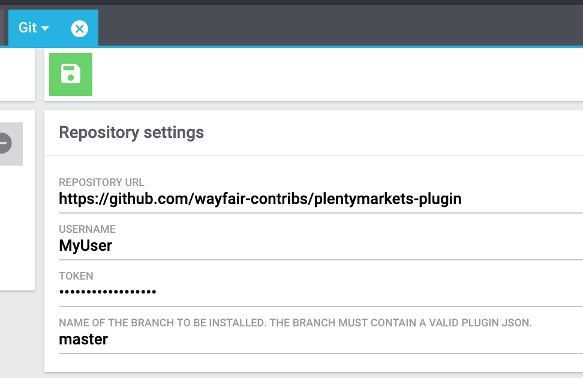 Git
Repository settings
REPOSITORY URL
https://github.com/wayfair-contribs/plentymarkets-plugin
USERNAME
MyUser
TOKEN
••••••••••••••••••
NAME OF THE BRANCH TO BE INSTALLED. THE BRANCH MUST CONTAIN A VALID PLUGIN JSON.
master